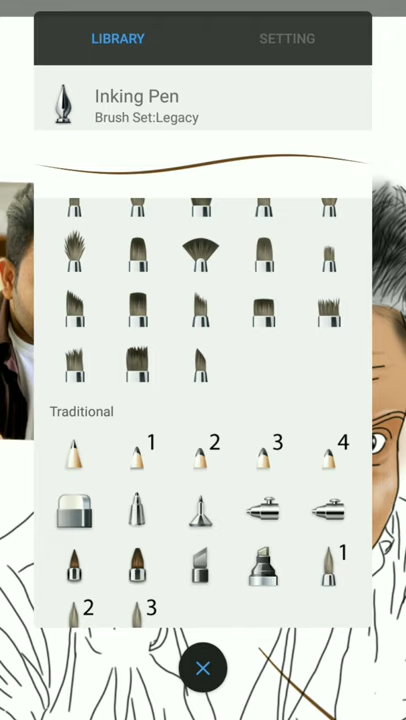 LIBRARY
SETTING
Inking Pen
Brush Set:Legacy
Traditional
1
2
3
4
1
2
3